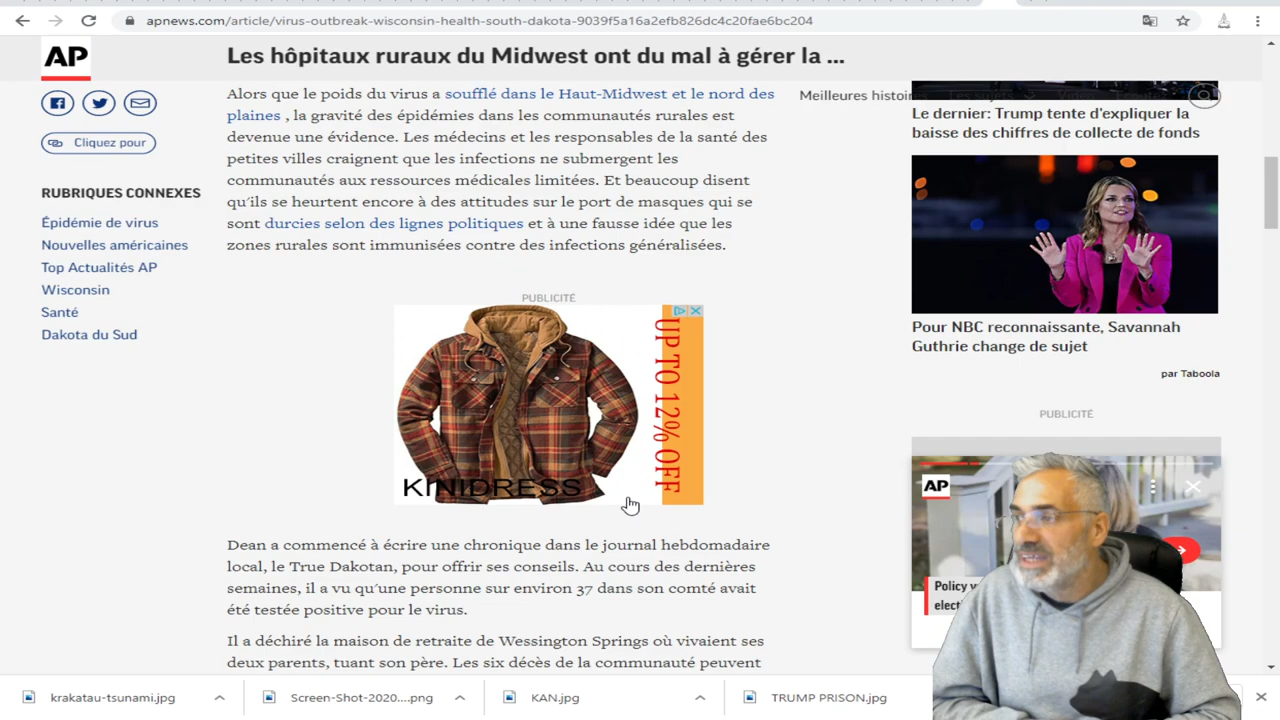 apnews.com/article/virus-outbreak-wisconsin-health-south-dakota-9039f5a16a2efb826dc4c20fae6bc204
AP
Les hôpitaux ruraux du Midwest ont du mal à gérer la ...
Cliquez pour
RUBRIQUES CONNEXES
Épidémie de virus
Nouvelles américaines
Top Actualités AP
Wisconsin
Santé
Dakota du Sud
Alors que le poids du virus a soufflé dans le Haut-Midwest et le nord des
plaines , la gravité des épidémies dans les communautés rurales est
devenue une évidence. Les médecins et les responsables de la santé des
petites villes craignent que les infections ne submergent les
communautés aux ressources médicales limitées. Et beaucoup disent
qu'ils se heurtent encore à des attitudes sur le port de masques qui se
sont durcies selon des lignes politiques et à une fausse idée que les
zones rurales sont immunisées contre des infections généralisées.
PUBLICITÉ
KINIDRESS
UP TO 12% OFF
Dean a commencé à écrire une chronique dans le journal hebdomadaire
local, le True Dakotan, pour offrir ses conseils. Au cours des dernières
semaines, il a vu qu'une personne sur environ 37 dans son comté avait
été testée positive pour le virus.
Il a déchiré la maison de retraite de Wessington Springs où vivaient ses
deux parents, tuant son père. Les six décès de la communauté peuvent
Meilleures histoires
Le dernier: Trump tente d'expliquer la
baisse des chiffres de collecte de fonds
Pour NBC reconnaissante, Savannah
Guthrie change de sujet
par Taboola
PUBLICITÉ
AP
Policy
krakatau-tsunami.jpg
Screen-Shot-2020....png
KAN.jpg
TRUMP PRISON.jpg